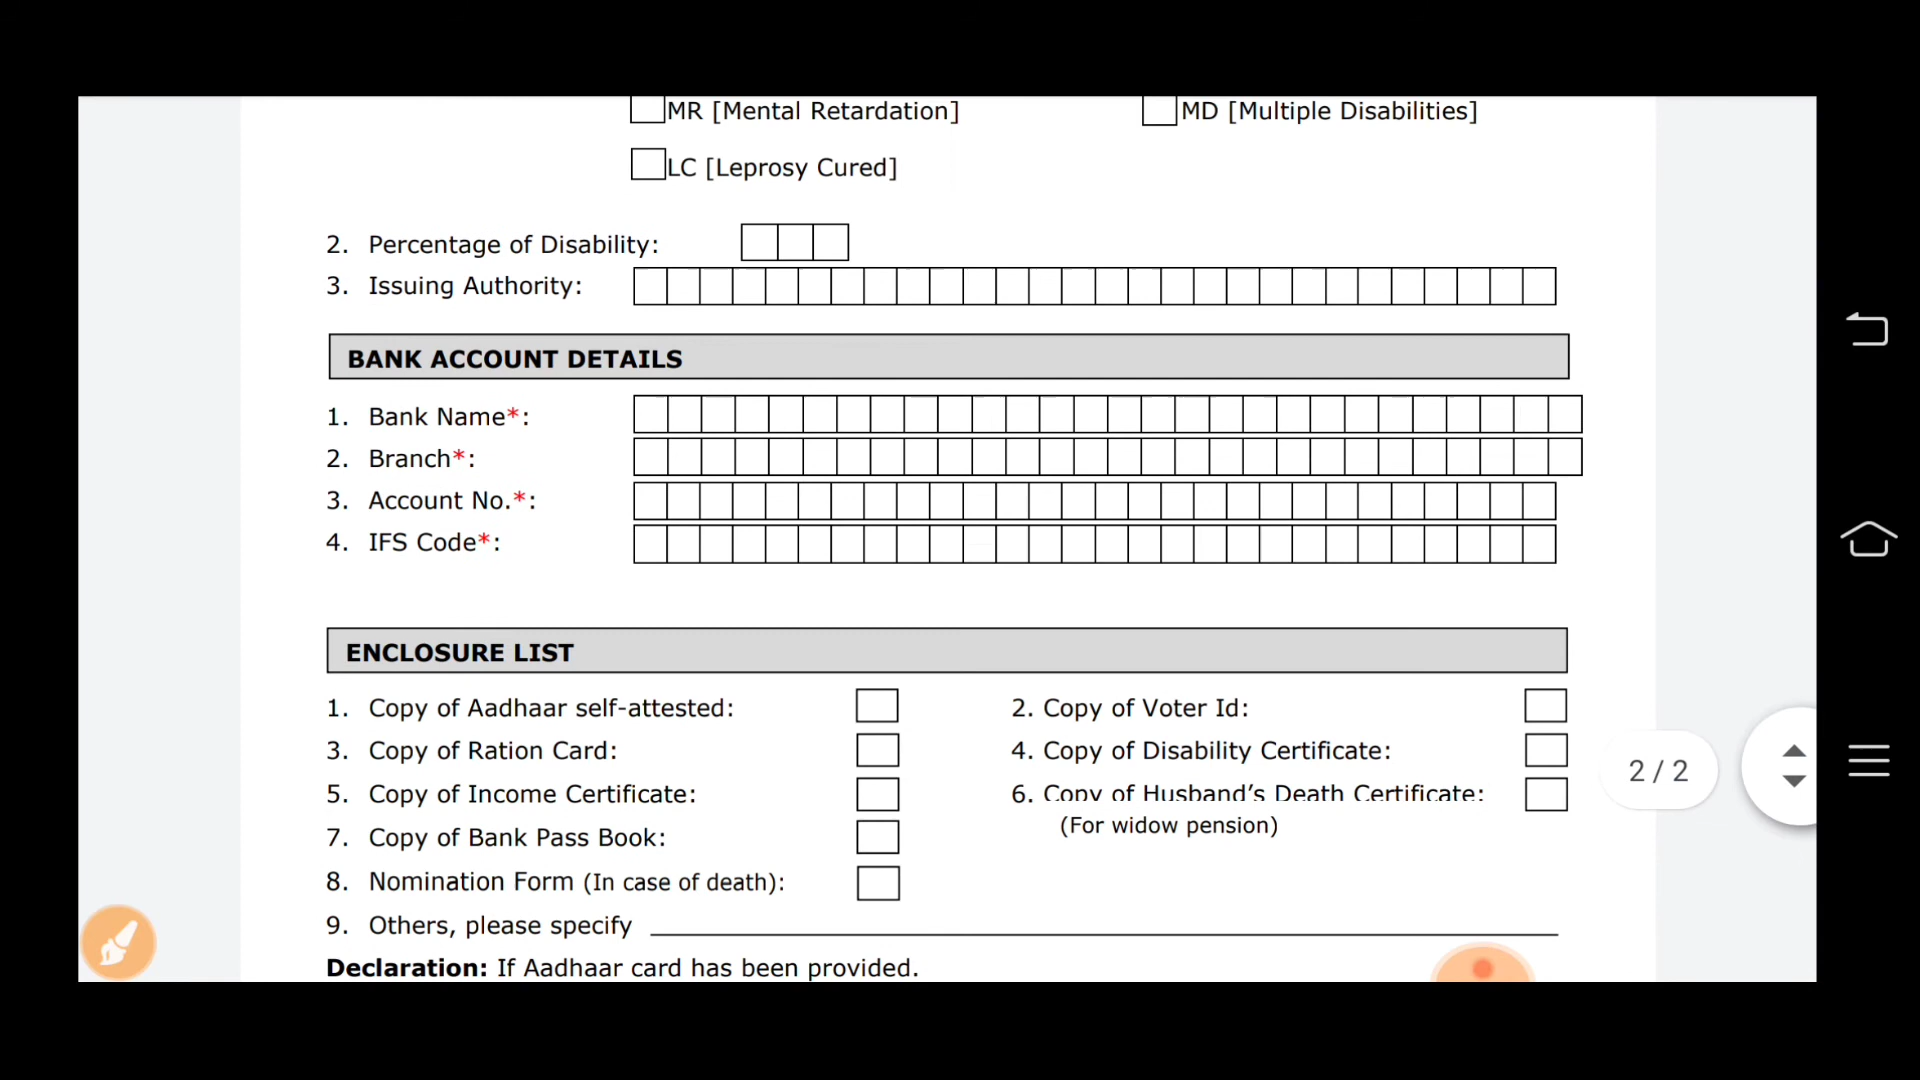 MR [Mental Retardation] MD [Multiple Disabilities]
LC [Leprosy Cured]
2. Percentage of Disability:
3. Issuing Authority:
BANK ACCOUNT DETAILS
1. Bank Name*:
2. Branch*:
3. Account No.*:
4. IFS Code*:
ENCLOSURE LIST
1. Copy of Aadhaar self-attested: 2. Copy of Voter Id:
3. Copy of Ration Card: 4. Copy of Disability Certificate:
5. Copy of Income Certificate: 6. Copy of Husband’s Death Certificate:
(For widow pension)
7. Copy of Bank Pass Book:
8. Nomination Form (In case of death):
9. Others, please specify
Declaration: If Aadhaar card has been provided.
2 / 2